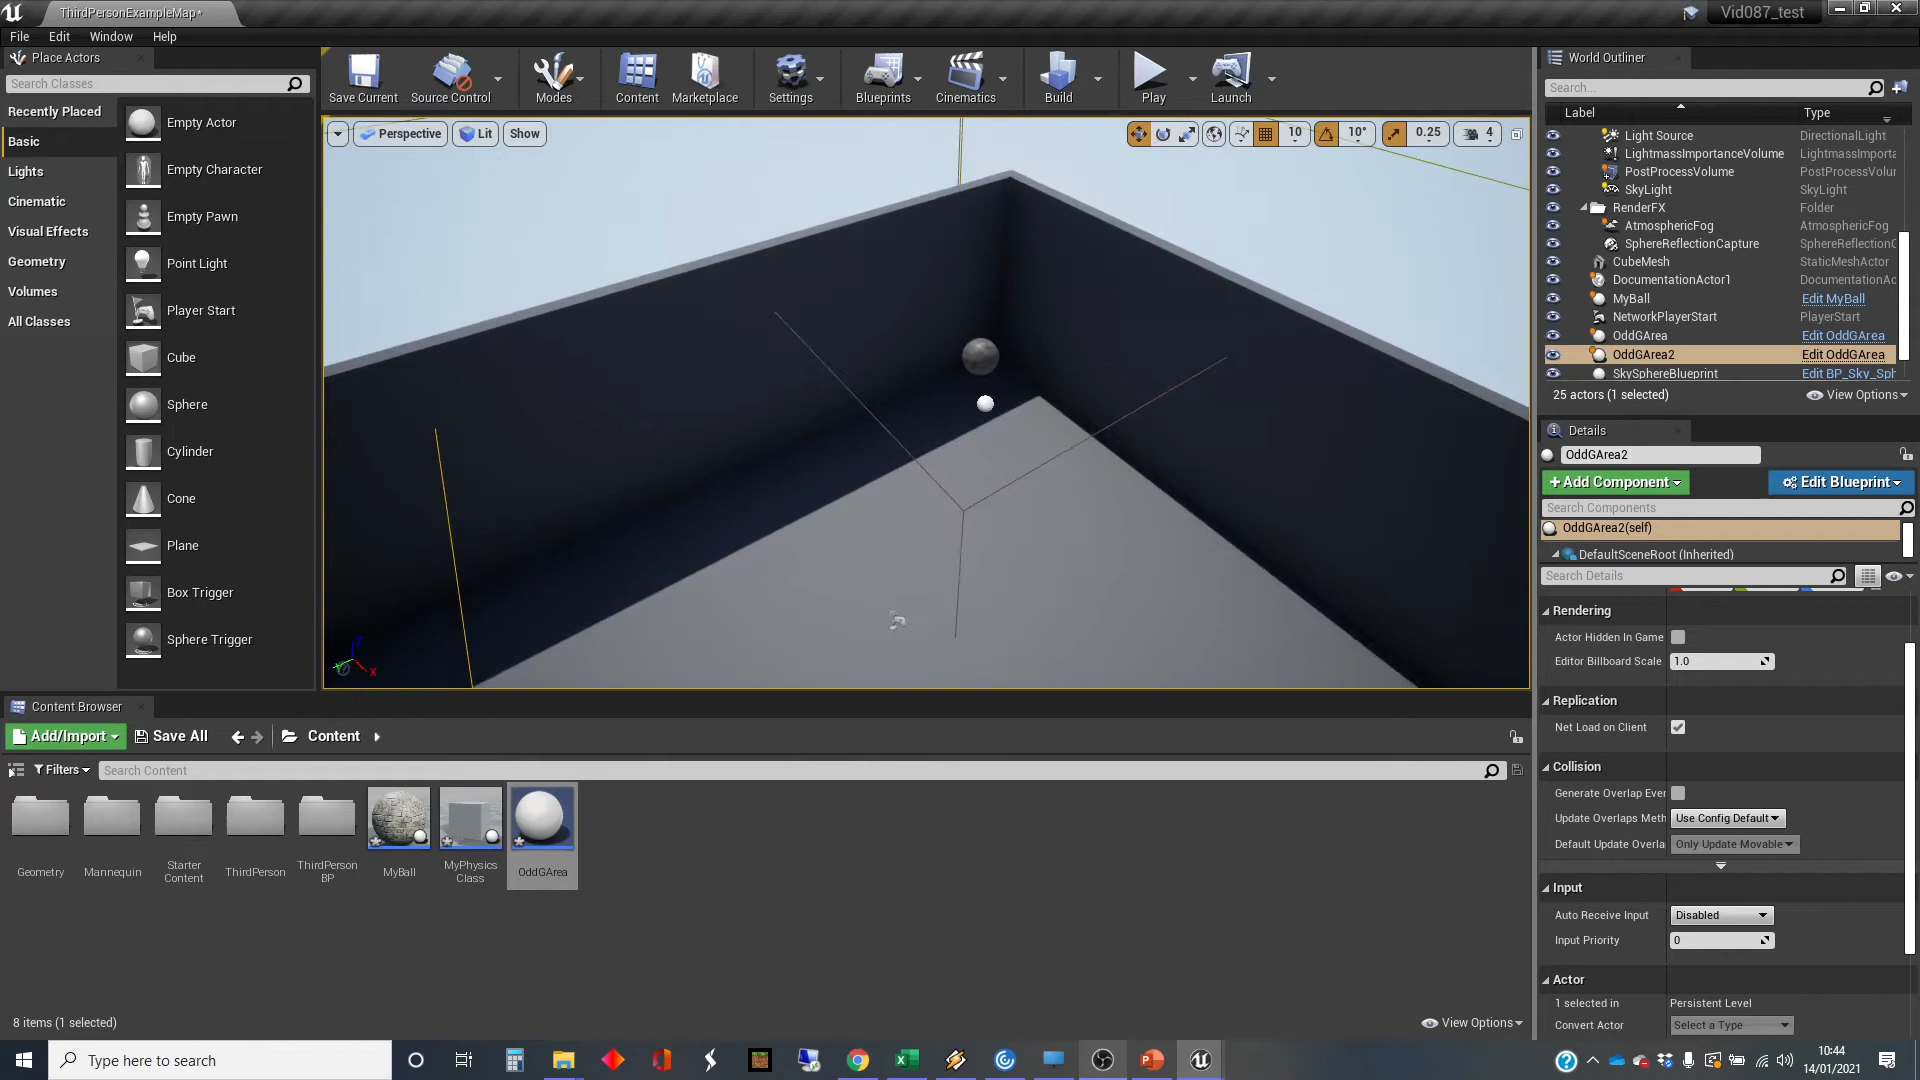 ThirdPersonExampleMap*
Vid087_test
File Edit Window Help
Place Actors
Search Classes
Recently Placed
Basic
Lights
Cinematic
Visual Effects
Geometry
Volumes
All Classes
Empty Actor
Empty Character
Empty Pawn
Point Light
Player Start
Cube
Sphere
Cylinder
Cone
Plane
Box Trigger
Sphere Trigger
Save Current Source Control Modes Content Marketplace Settings Blueprints Cinematics Build Play Launch
Perspective Lit Show
10 10° 0.25 4
Z
X
World Outliner
Search...
Label Type
Light Source DirectionalLight
LightmassImportanceVolume LightmassImporta
PostProcessVolume PostProcessVolur
SkyLight SkyLight
RenderFX Folder
AtmosphericFog AtmosphericFog
SphereReflectionCapture SphereReflectionC
CubeMesh StaticMeshActor
DocumentationActor1 DocumentationAc
MyBall Edit MyBall
NetworkPlayerStart PlayerStart
OddGArea Edit OddGArea
OddGArea2 Edit OddGArea
SkySphereBlueprint Edit BP_Sky_Sph
25 actors (1 selected) View Options
Details
OddGArea2
+Add Component Edit Blueprint
Search Components
OddGArea2(self)
DefaultSceneRoot (Inherited)
Search Details
Rendering
Actor Hidden In Game
Editor Billboard Scale 1.0
Replication
Net Load on Client
Collision
Generate Overlap Ever
Update Overlaps Meth Use Config Default
Default Update Overla Only Update Movable
Input
Auto Receive Input Disabled
Input Priority 0
Actor
1 selected in Persistent Level
Convert Actor Select a Type
Content Browser
Add/Import Save All Content
Filters Search Content
Geometry
Mannequin
Starter
Content
ThirdPerson
ThirdPerson
BP
MyBall
MyPhysics
Class
OddGArea
8 items (1 selected) View Options
Type here to search
10:44
14/01/2021